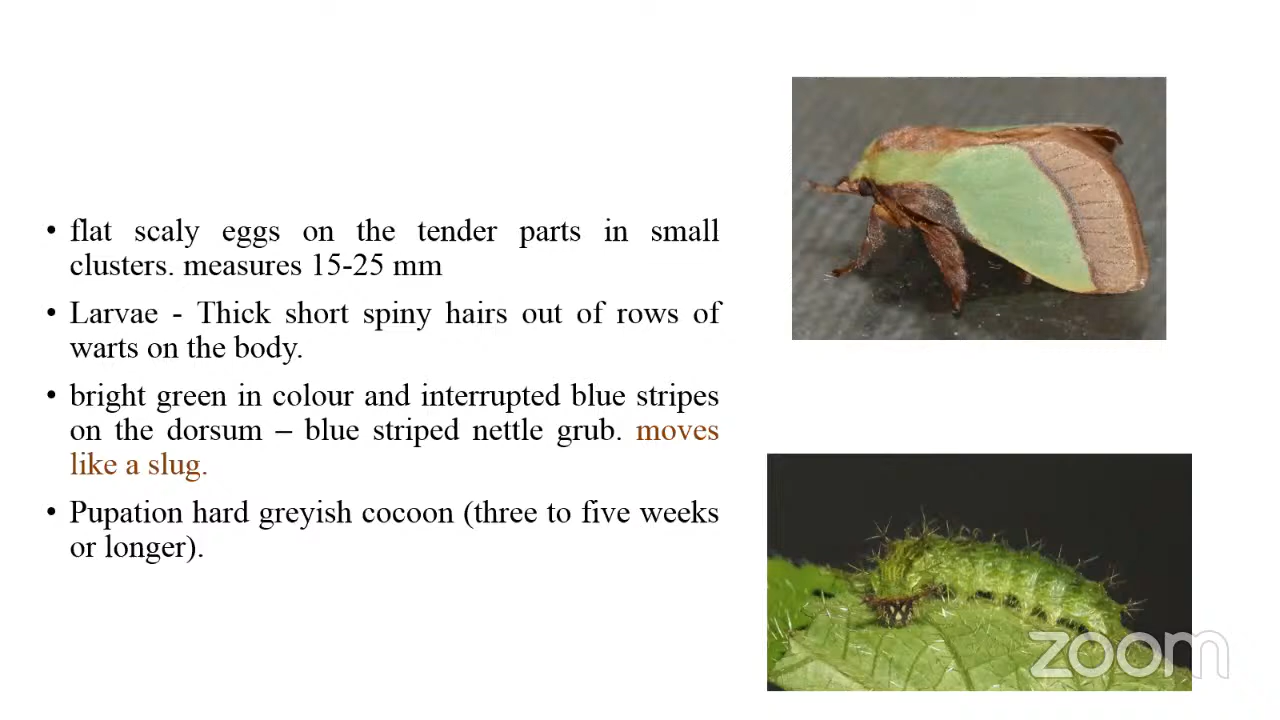 • flat scaly eggs on the tender parts in small
clusters. measures 15-25 mm
• Larvae - Thick short spiny hairs out of rows of
warts on the body.
• bright green in colour and interrupted blue stripes
on the dorsum – blue striped nettle grub. moves
like a slug.
• Pupation hard greyish cocoon (three to five weeks
or longer).
zoom